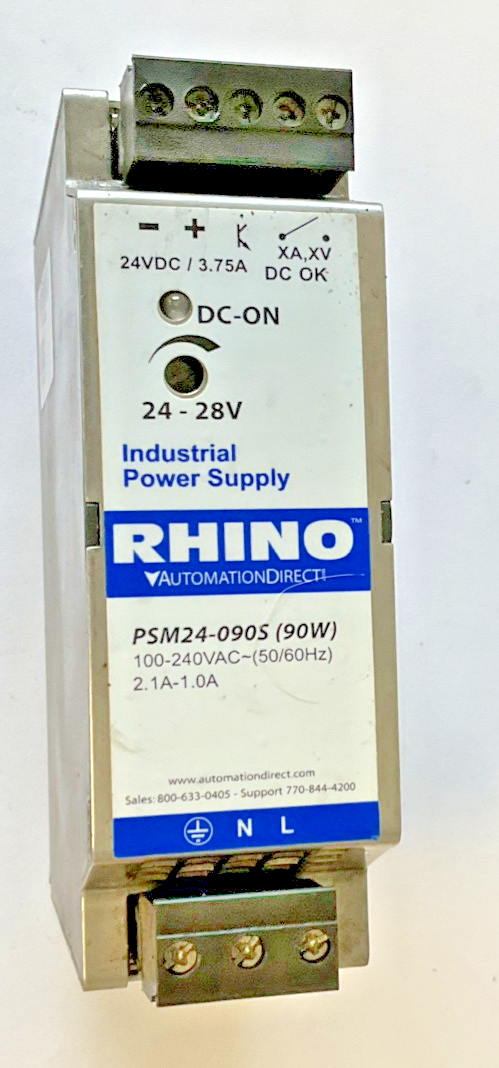 - +
XA,XV
24VDC / 3.75A DC OK
DC-ON
24 - 28V
Industrial
Power Supply
RHINO™
AUTOMATIONDIRECT
PSM24-090S (90W)
100-240VAC~(50/60Hz)
2.1A-1.0A
www.automationdirect.com
Sales: 800-633-0405 - Support 770-844-4200
N L